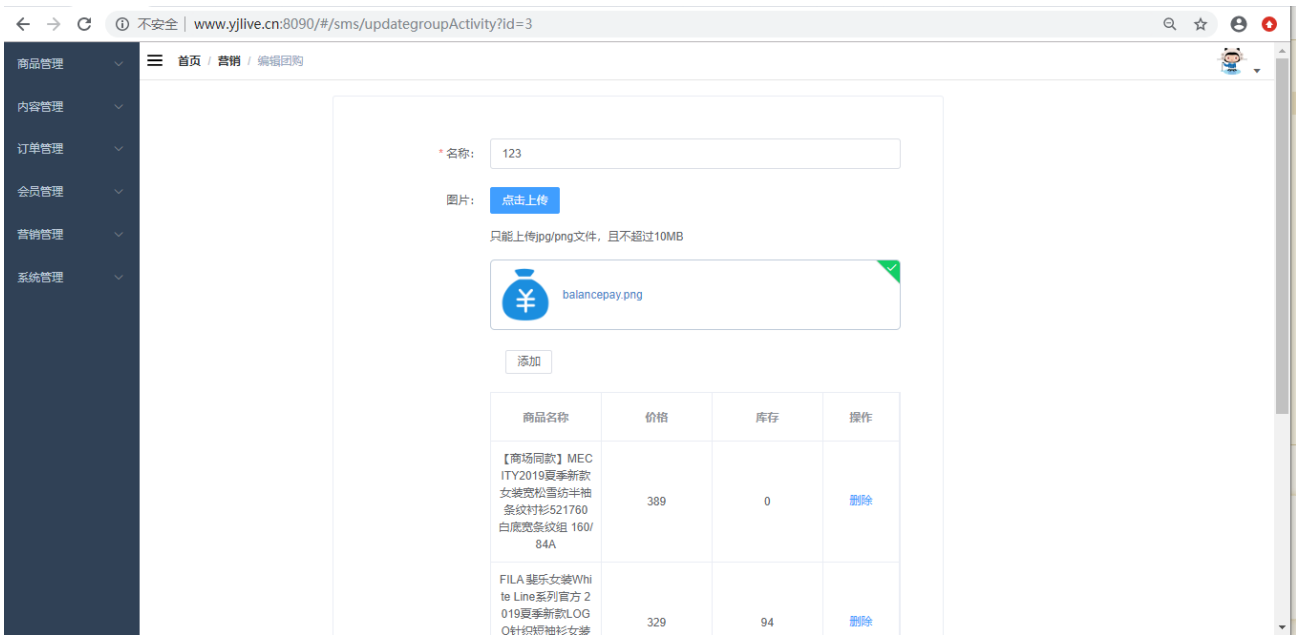 不安全 | www.yjlive.cn:8090/#/sms/updategroupActivity?id=3
商品管理
内容管理
订单管理
会员管理
营销管理
系统管理
首页 / 营销 / 编辑团购
* 名称： 123
图片： 点击上传
只能上传jpg/png文件，且不超过10MB
balancepay.png
添加
商品名称 价格 库存 操作
【商场同款】MEC
ITY2019夏季新款
女装宽松雪纺半袖
条纹衬衫521760
白底宽条纹组 160/
84A
389 0 删除
FILA 斐乐女装Whi
te Line系列官方 2
019夏季新款LOG
O针织短袖衫女装
329 94 删除